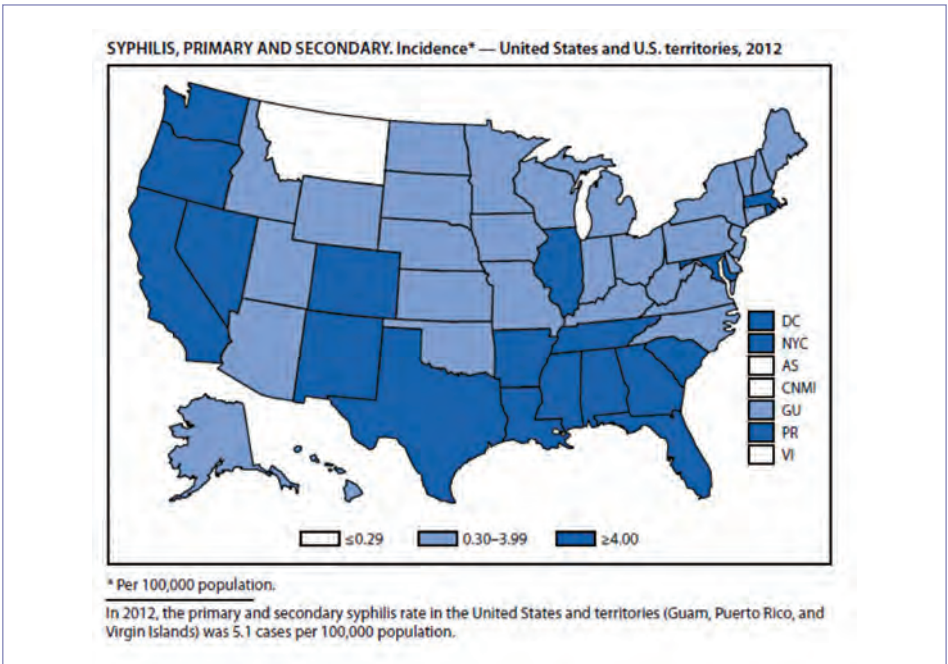 SYPHILIS, PRIMARY AND SECONDARY. Incidence* — United States and U.S. territories, 2012
DC
NYC
AS
CNMI
GU
PR
VI
≤0.29 0.30–3.99 ≥4.00
* Per 100,000 population.
In 2012, the primary and secondary syphilis rate in the United States and territories (Guam, Puerto Rico, and
Virgin Islands) was 5.1 cases per 100,000 population.